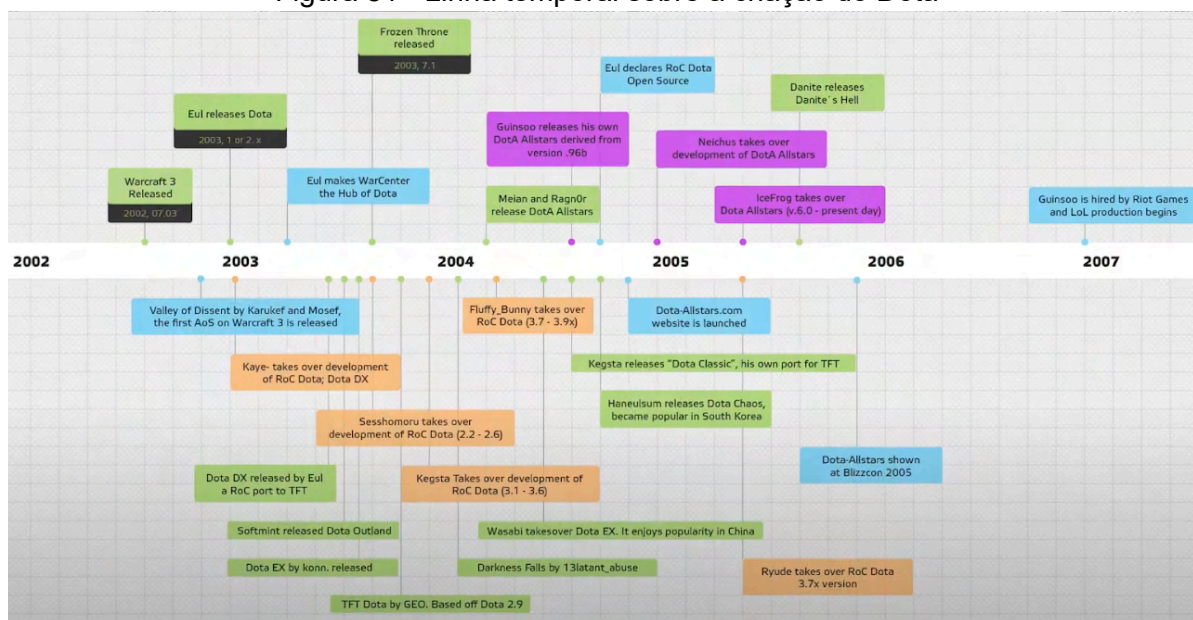 Figura 31 - Linha temporal sobre a criação de Dota
Frozen Throne
released
2003, 7.1
Eul releases Dota
2003, 1 or 2. x
Warcraft 3
Released
2002, 07.03
Eul makes WarCenter
the Hub of Dota
Guinsoo releases his own
DotA Allstars derived from
version .96b
Meian and Ragn0r
release DotA Allstars
Eul declares RoC Dota
Open Source
Neichus takes over
development of DotA Allstars
Danite releases
Danite´s Hell
IceFrog takes over
Dota Allstars (v.6.0 - present day)
Guinsoo is hired by Riot Games
and LoL production begins
2002
2003
2004
2005
2006
2007
Valley of Dissent by Karukef and Mosef,
the first AoS on Warcraft 3 is released
Kaye- takes over development
of RoC Dota; Dota DX
Sesshomoru takes over
development of RoC Dota (2.2 - 2.6)
Dota DX released by Eul
a RoC port to TFT
Kegsta Takes over development of
RoC Dota (3.1 - 3.6)
Softmint released Dota Outland
Dota EX by konn. released
TFT Dota by GEO. Based off Dota 2.9
Fluffy_Bunny takes over
RoC Dota (3.7 - 3.9x)
Dota-Allstars.com
website is launched
Kegsta releases "Dota Classic", his own port for TFT
Haneulsum releases Dota Chaos,
became popular in South Korea
Dota-Allstars shown
at Blizzcon 2005
Wasabi takesover Dota EX. It enjoys popularity in China
Darkness Falls by 13latant_abuse
Ryude takes over RoC Dota
3.7x version